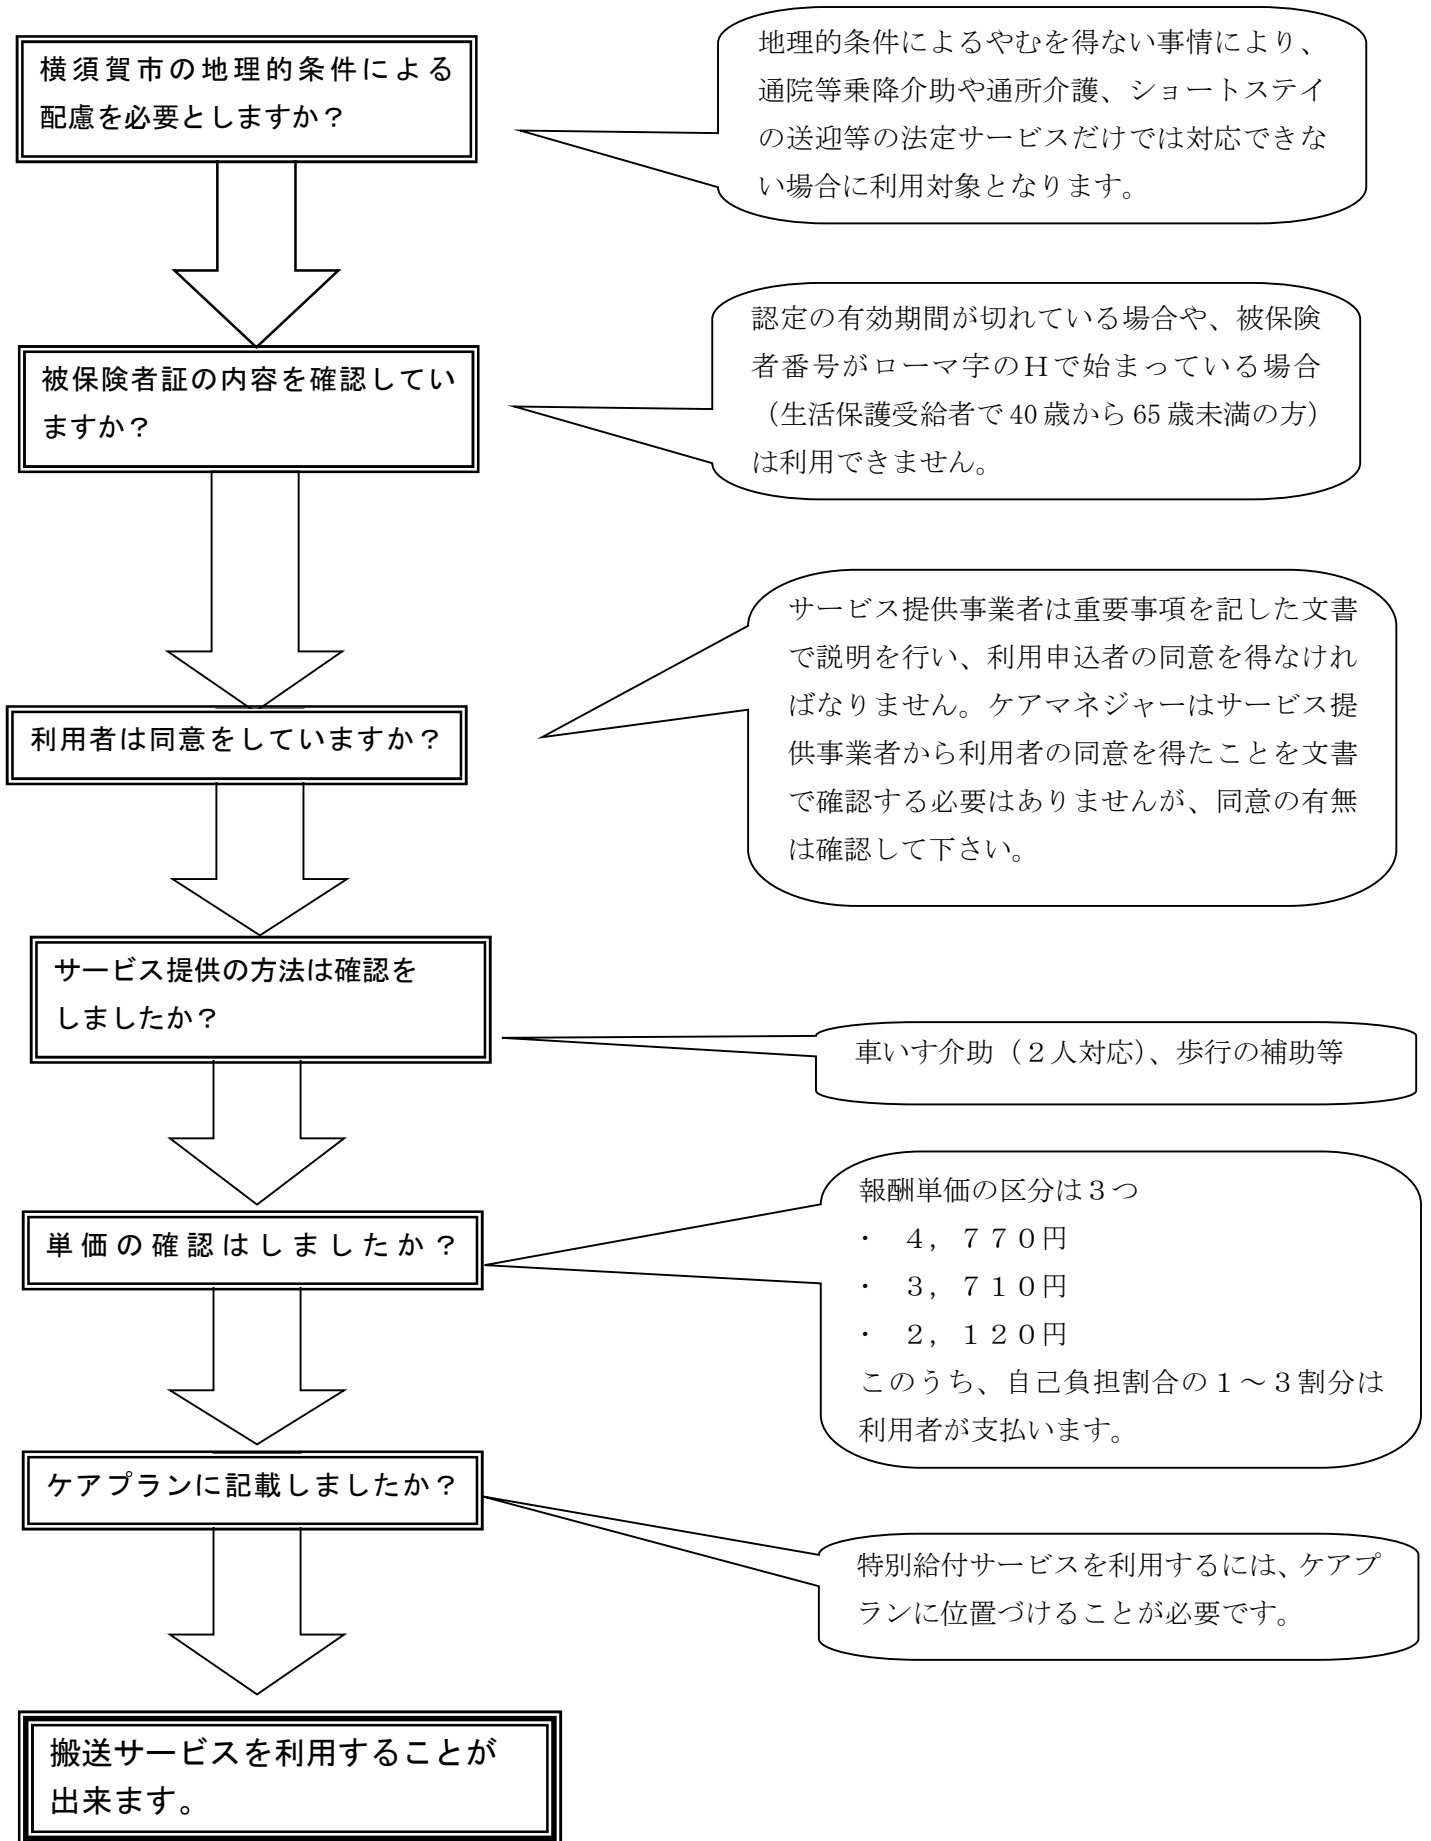 横須賀市の地理的条件による
配慮を必要としますか？
地理的条件によるやむを得ない事情により、
通院等乗降介助や通所介護、ショートステイ
の送迎等の法定サービスだけでは対応できな
い場合に利用対象となります。
被保険者証の内容を確認してい
ますか？
認定の有効期間が切れている場合や、被保険
者番号がローマ字のＨで始まっている場合
（生活保護受給者で 40 歳から 65 歳未満の方）
は利用できません。
利用者は同意をしていますか？
サービス提供事業者は重要事項を記した文書
で説明を行い、利用申込者の同意を得なけれ
ばなりません。ケアマネジャーはサービス提
供事業者から利用者の同意を得たことを文書
で確認する必要はありませんが、同意の有無
は確認して下さい。
サービス提供の方法は確認を
しましたか？
車いす介助（２人対応）、歩行の補助等
単価の確認はしましたか？
報酬単価の区分は３つ
・　４，７７０円
・　３，７１０円
・　２，１２０円
このうち、自己負担割合の１～３割分は
利用者が支払います。
ケアプランに記載しましたか？
特別給付サービスを利用するには、ケアプ
ランに位置づけることが必要です。
搬送サービスを利用することが
出来ます。